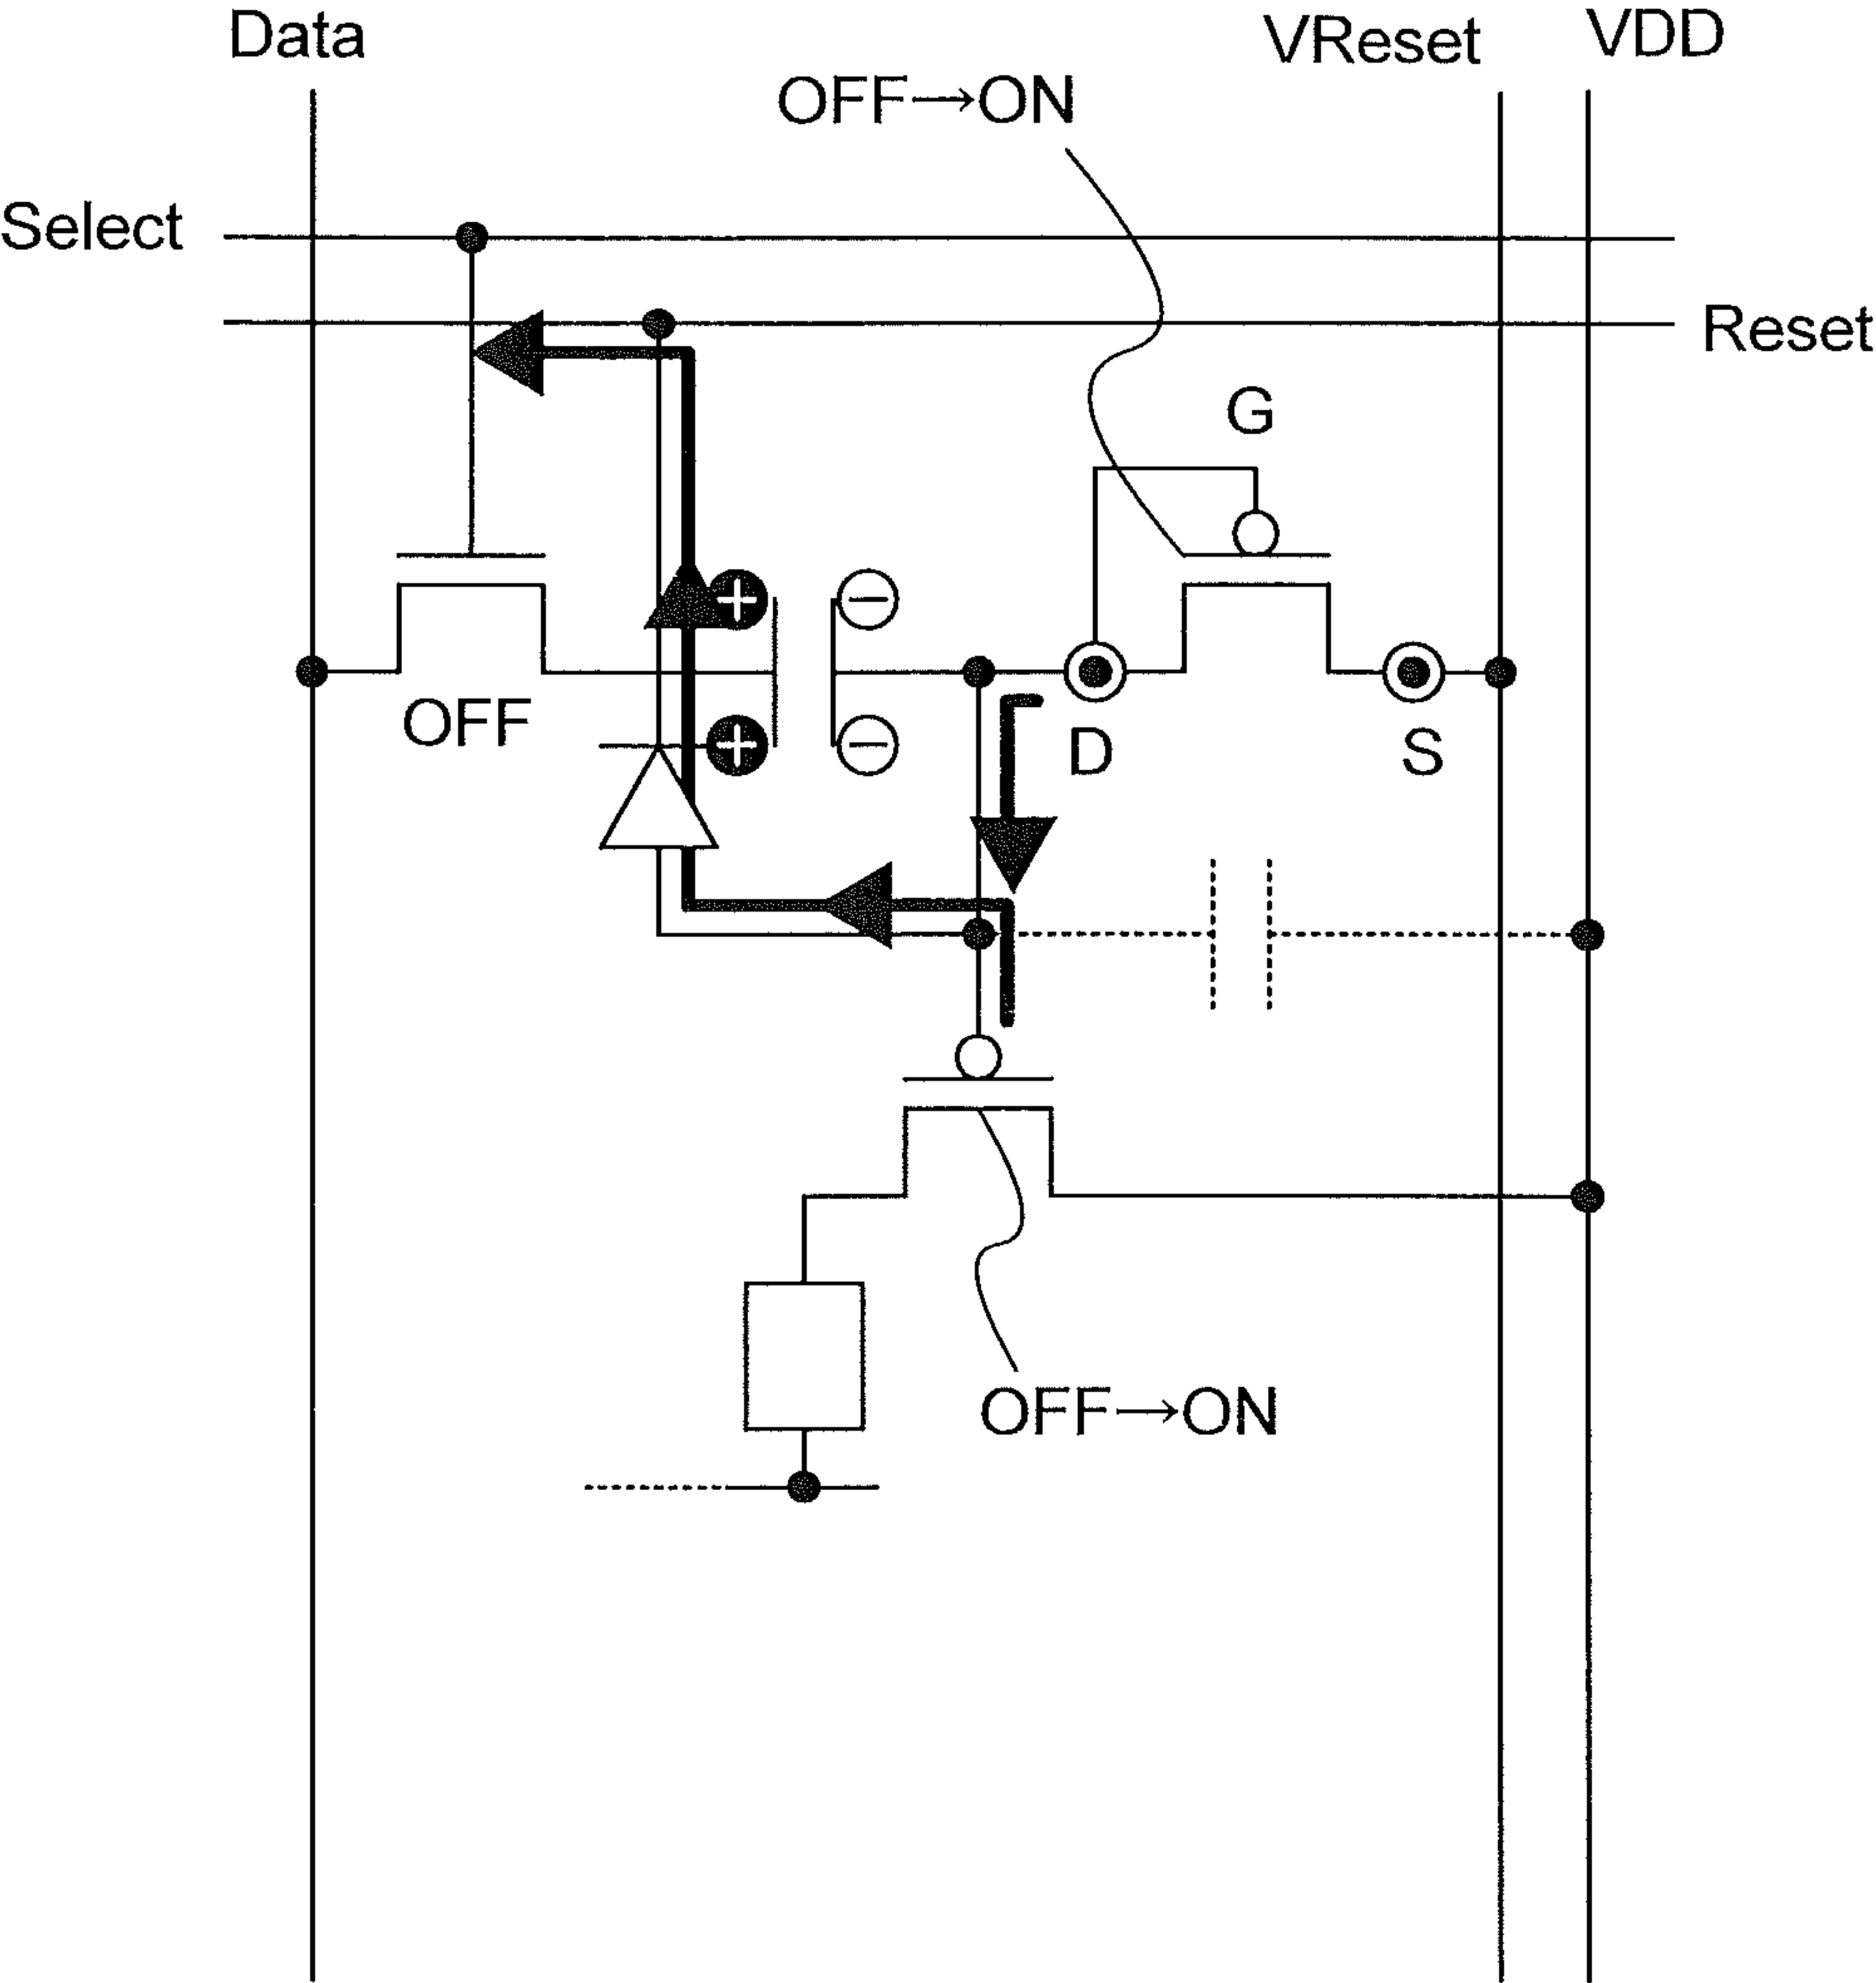 Data
VReset
VDD
OFF→ON
Select
Reset
G
+
−
OFF
+
−
D
S
OFF→ON